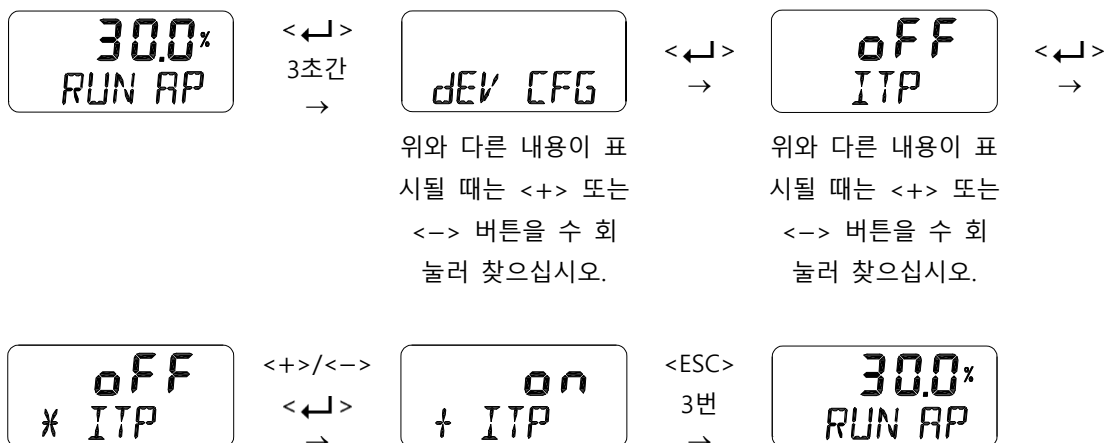 30.0%
RUN AP
<↵>
3초간
→
dEV CFG
<↵>
→
oFF
ITP
<↵>
→
위와 다른 내용이 표
시될 때는 <+> 또는
<−> 버튼을 수 회
눌러 찾으십시오.
위와 다른 내용이 표
시될 때는 <+> 또는
<−> 버튼을 수 회
눌러 찾으십시오.
oFF
* ITP
<+>/<−>
<↵>
→
on
+ ITP
<ESC>
3번
→
30.0%
RUN AP